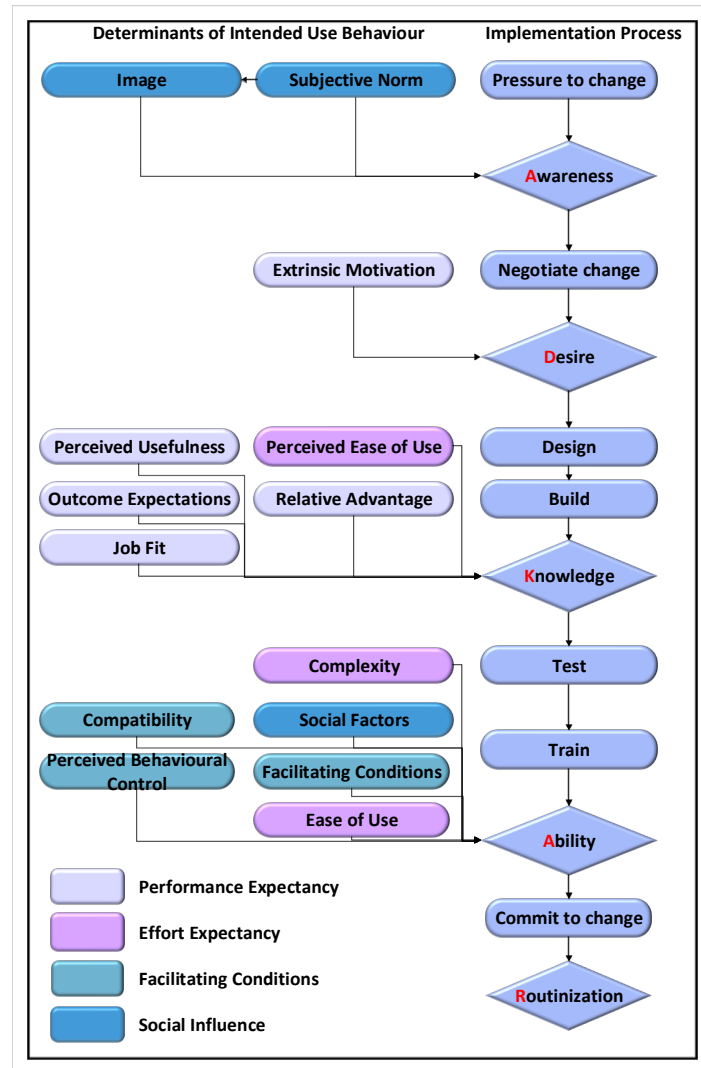 Determinants of Intended Use Behaviour
Implementation Process
Image
Subjective Norm
Pressure to change
Awareness
Extrinsic Motivation
Negotiate change
Desire
Perceived Usefulness
Perceived Ease of Use
Design
Outcome Expectations
Relative Advantage
Build
Job Fit
Knowledge
Complexity
Test
Compatibility
Social Factors
Train
Perceived Behavioural
Control
Facilitating Conditions
Ease of Use
Ability
Performance Expectancy
Commit to change
Effort Expectancy
Facilitating Conditions
Routinization
Social Influence